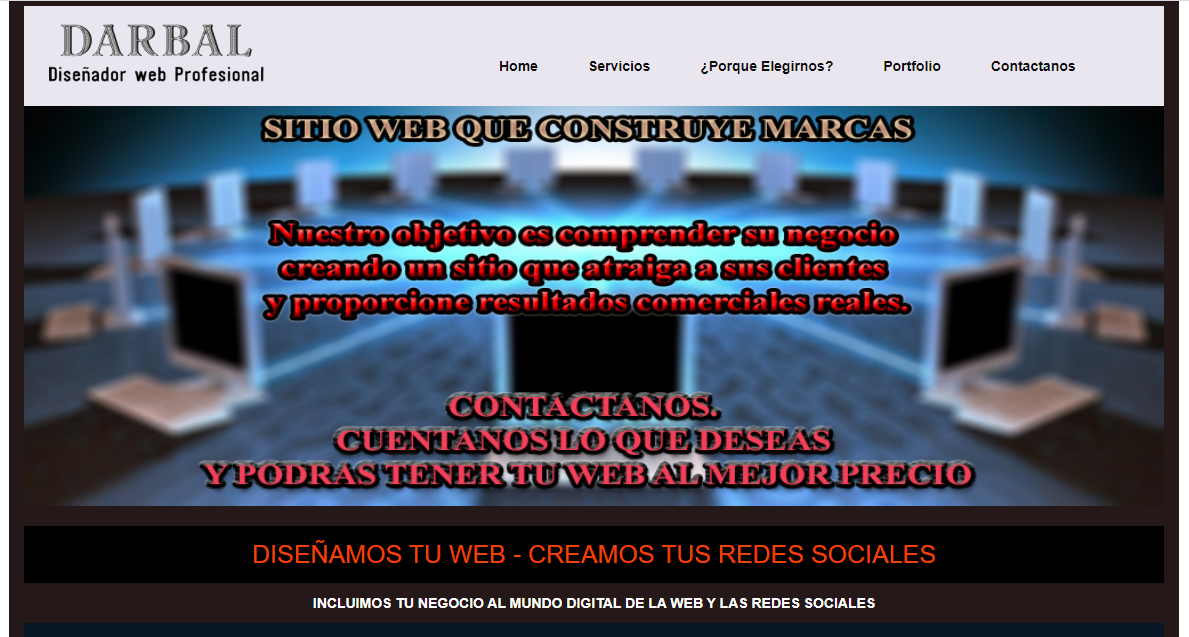 DARBAL
Diseñador web Profesional
Home Servicios ¿Porque Elegirnos? Portfolio Contactanos
SITIO WEB QUE CONSTRUYE MARCAS
Nuestro objetivo es comprender su negocio
creando un sitio que atraiga a sus clientes
y proporcione resultados comerciales reales.
CONTACTANOS.
CUENTANOS LO QUE DESEAS
Y PODRAS TENER TU WEB AL MEJOR PRECIO
DISEÑAMOS TU WEB - CREAMOS TUS REDES SOCIALES
INCLUIMOS TU NEGOCIO AL MUNDO DIGITAL DE LA WEB Y LAS REDES SOCIALES